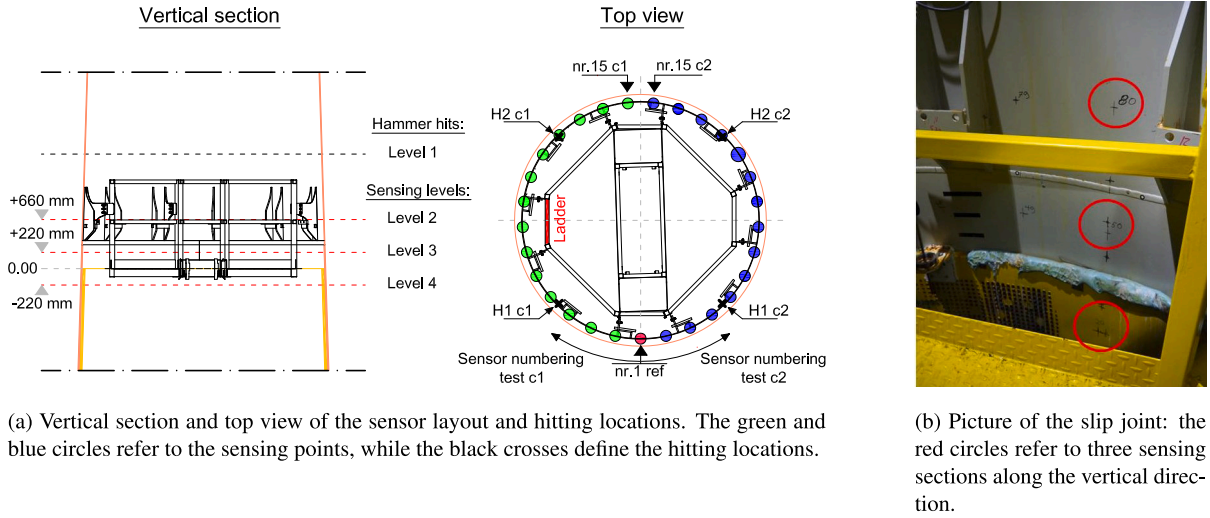 Vertical section
Top view
nr.15 c1
nr.15 c2
H2 c1
H2 c2
Hammer hits:
Level 1
Sensing levels:
+660 mm
Level 2
+220 mm
Level 3
0.00
Level 4
-220 mm
Ladder
H1 c1
H1 c2
Sensor numbering
test c1
nr.1 ref
Sensor numbering
test c2
79
80
(a) Vertical section and top view of the sensor layout and hitting locations. The green and
blue circles refer to the sensing points, while the black crosses define the hitting locations.
(b) Picture of the slip joint: the
red circles refer to three sensing
sections along the vertical direc-
tion.